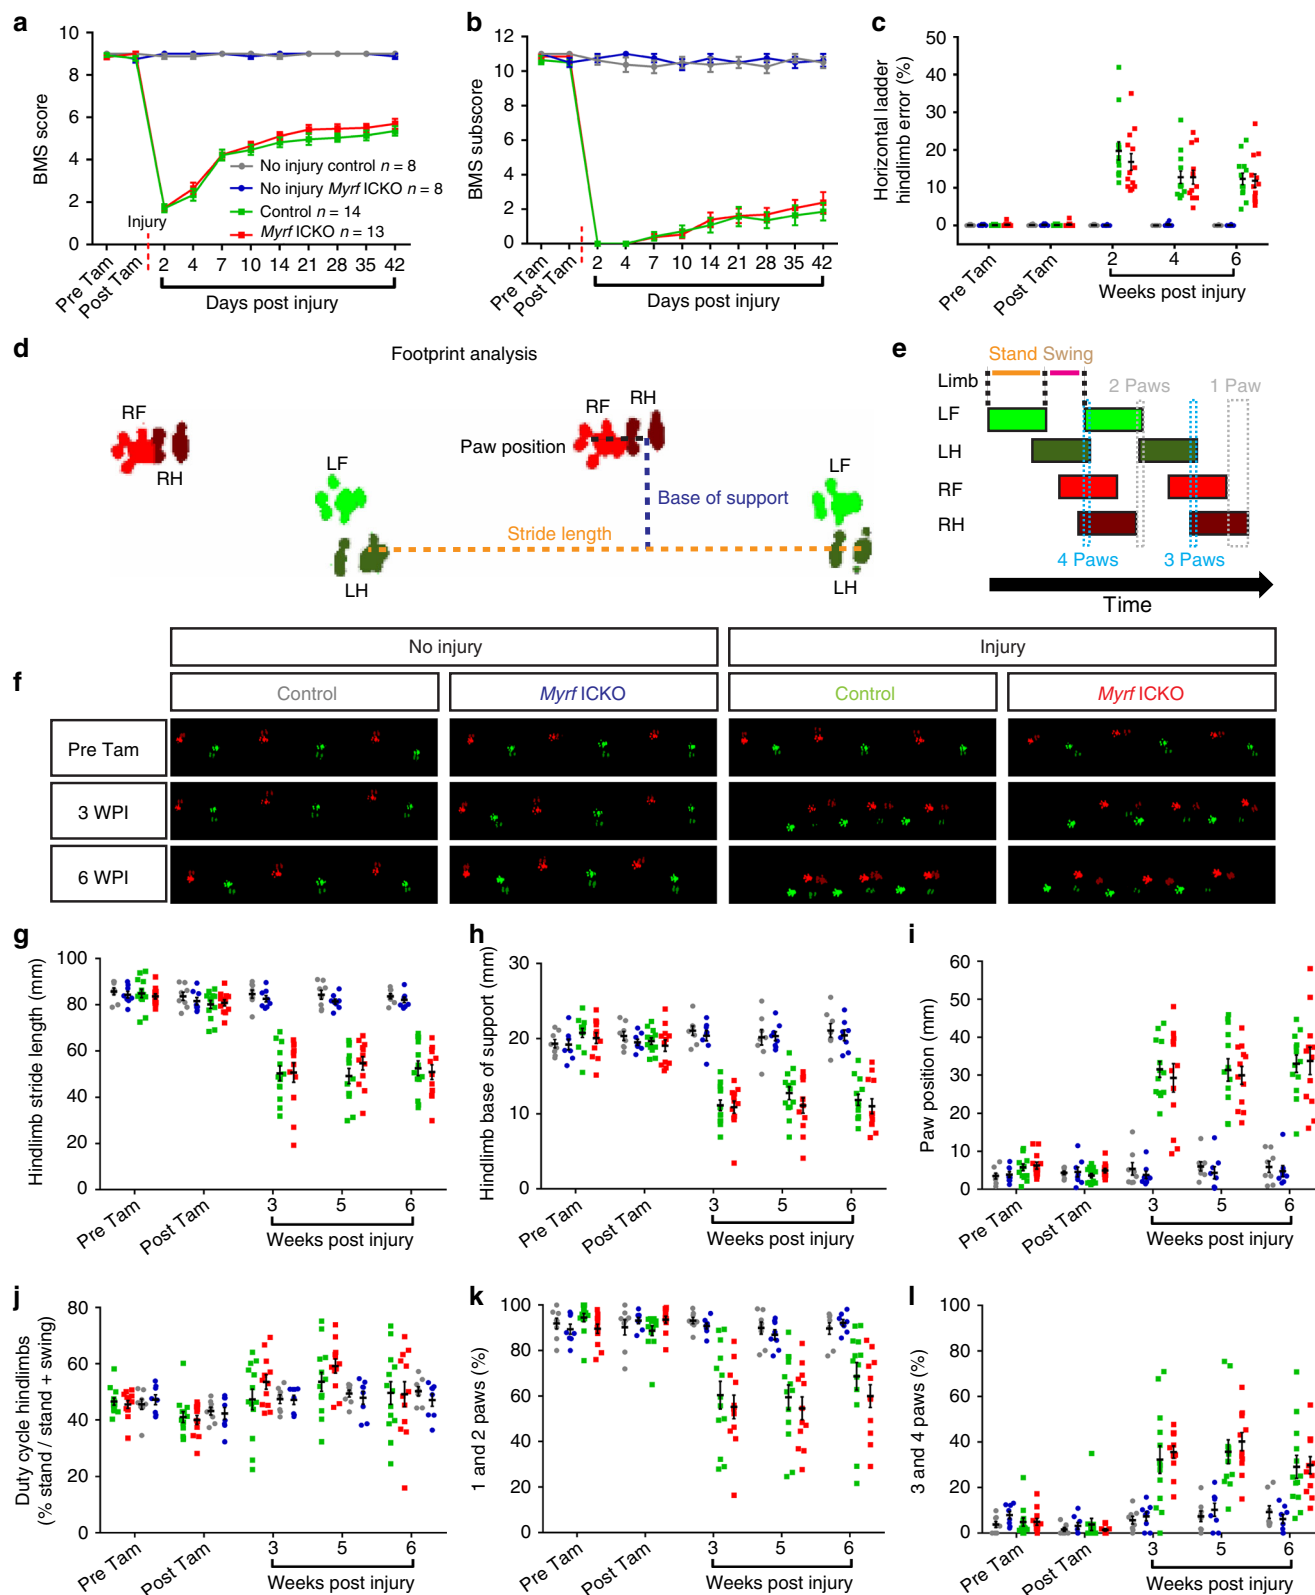 a
BMS score
10
8
6
4
2
0
Injury
No injury control n = 8
No injury Myrf ICKO n = 8
Control n = 14
Myrf ICKO n = 13
Pre Tam
Post Tam
2 4 7 10 14 21 28 35 42
Days post injury
b
BMS subscore
12
10
8
6
4
2
0
Pre Tam
Post Tam
2 4 7 10 14 21 28 35 42
Days post injury
c
Horizontal ladder
hindlimb error (%)
50
40
30
20
10
0
Pre Tam
Post Tam
2 4 6
Weeks post injury
d
Footprint analysis
RF
RH
LF
LH
Paw position
RF
RH
Base of support
Stride length
LF
LH
e
Stand Swing
Limb
2 Paws
1 Paw
LF
LH
RF
RH
4 Paws
3 Paws
Time
f
No injury
Injury
Control
Myrf ICKO
Control
Myrf ICKO
Pre Tam
3 WPI
6 WPI
g
Hindlimb stride length (mm)
100
80
60
40
20
0
Pre Tam
Post Tam
3 5 6
Weeks post injury
h
Hindlimb base of support (mm)
30
20
10
0
Pre Tam
Post Tam
3 5 6
Weeks post injury
i
Paw position (mm)
60
50
40
30
20
10
0
Pre Tam
Post Tam
3 5 6
Weeks post injury
j
Duty cycle hindlimbs
(% stand / stand + swing)
80
60
40
20
0
Pre Tam
Post Tam
3 5 6
Weeks post injury
k
1 and 2 paws (%)
100
80
60
40
20
0
Pre Tam
Post Tam
3 5 6
Weeks post injury
l
3 and 4 paws (%)
100
80
60
40
20
0
Pre Tam
Post Tam
3 5 6
Weeks post injury